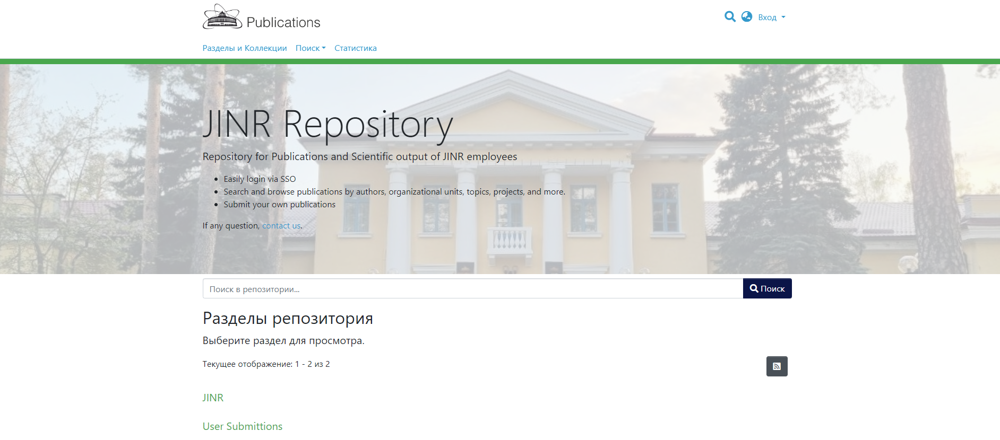 Publications
Вход
Разделы и Коллекции Поиск Статистика
JINR Repository
Repository for Publications and Scientific output of JINR employees
Easily login via SSO
Search and browse publications by authors, organizational units, topics, projects, and more.
Submit your own publications
If any question, contact us.
Поиск в репозитории...
Поиск
Разделы репозитория
Выберите раздел для просмотра.
Текущее отображение: 1 - 2 из 2
JINR
User Submittions